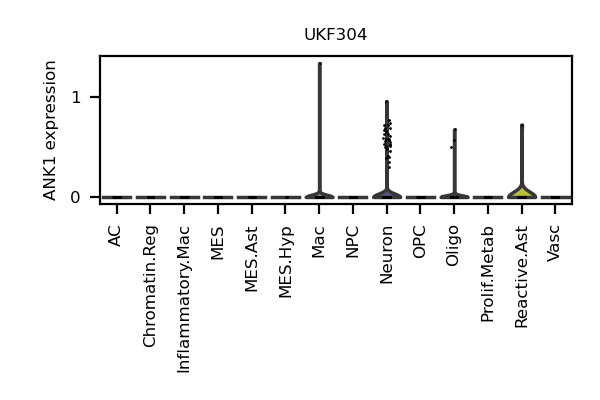 UKF304
ANK1 expression
1
0
AC
Chromatin.Reg
Inflammatory.Mac
MES
MES.Ast
MES.Hyp
Mac
NPC
Neuron
OPC
Oligo
Prolif.Metab
Reactive.Ast
Vasc